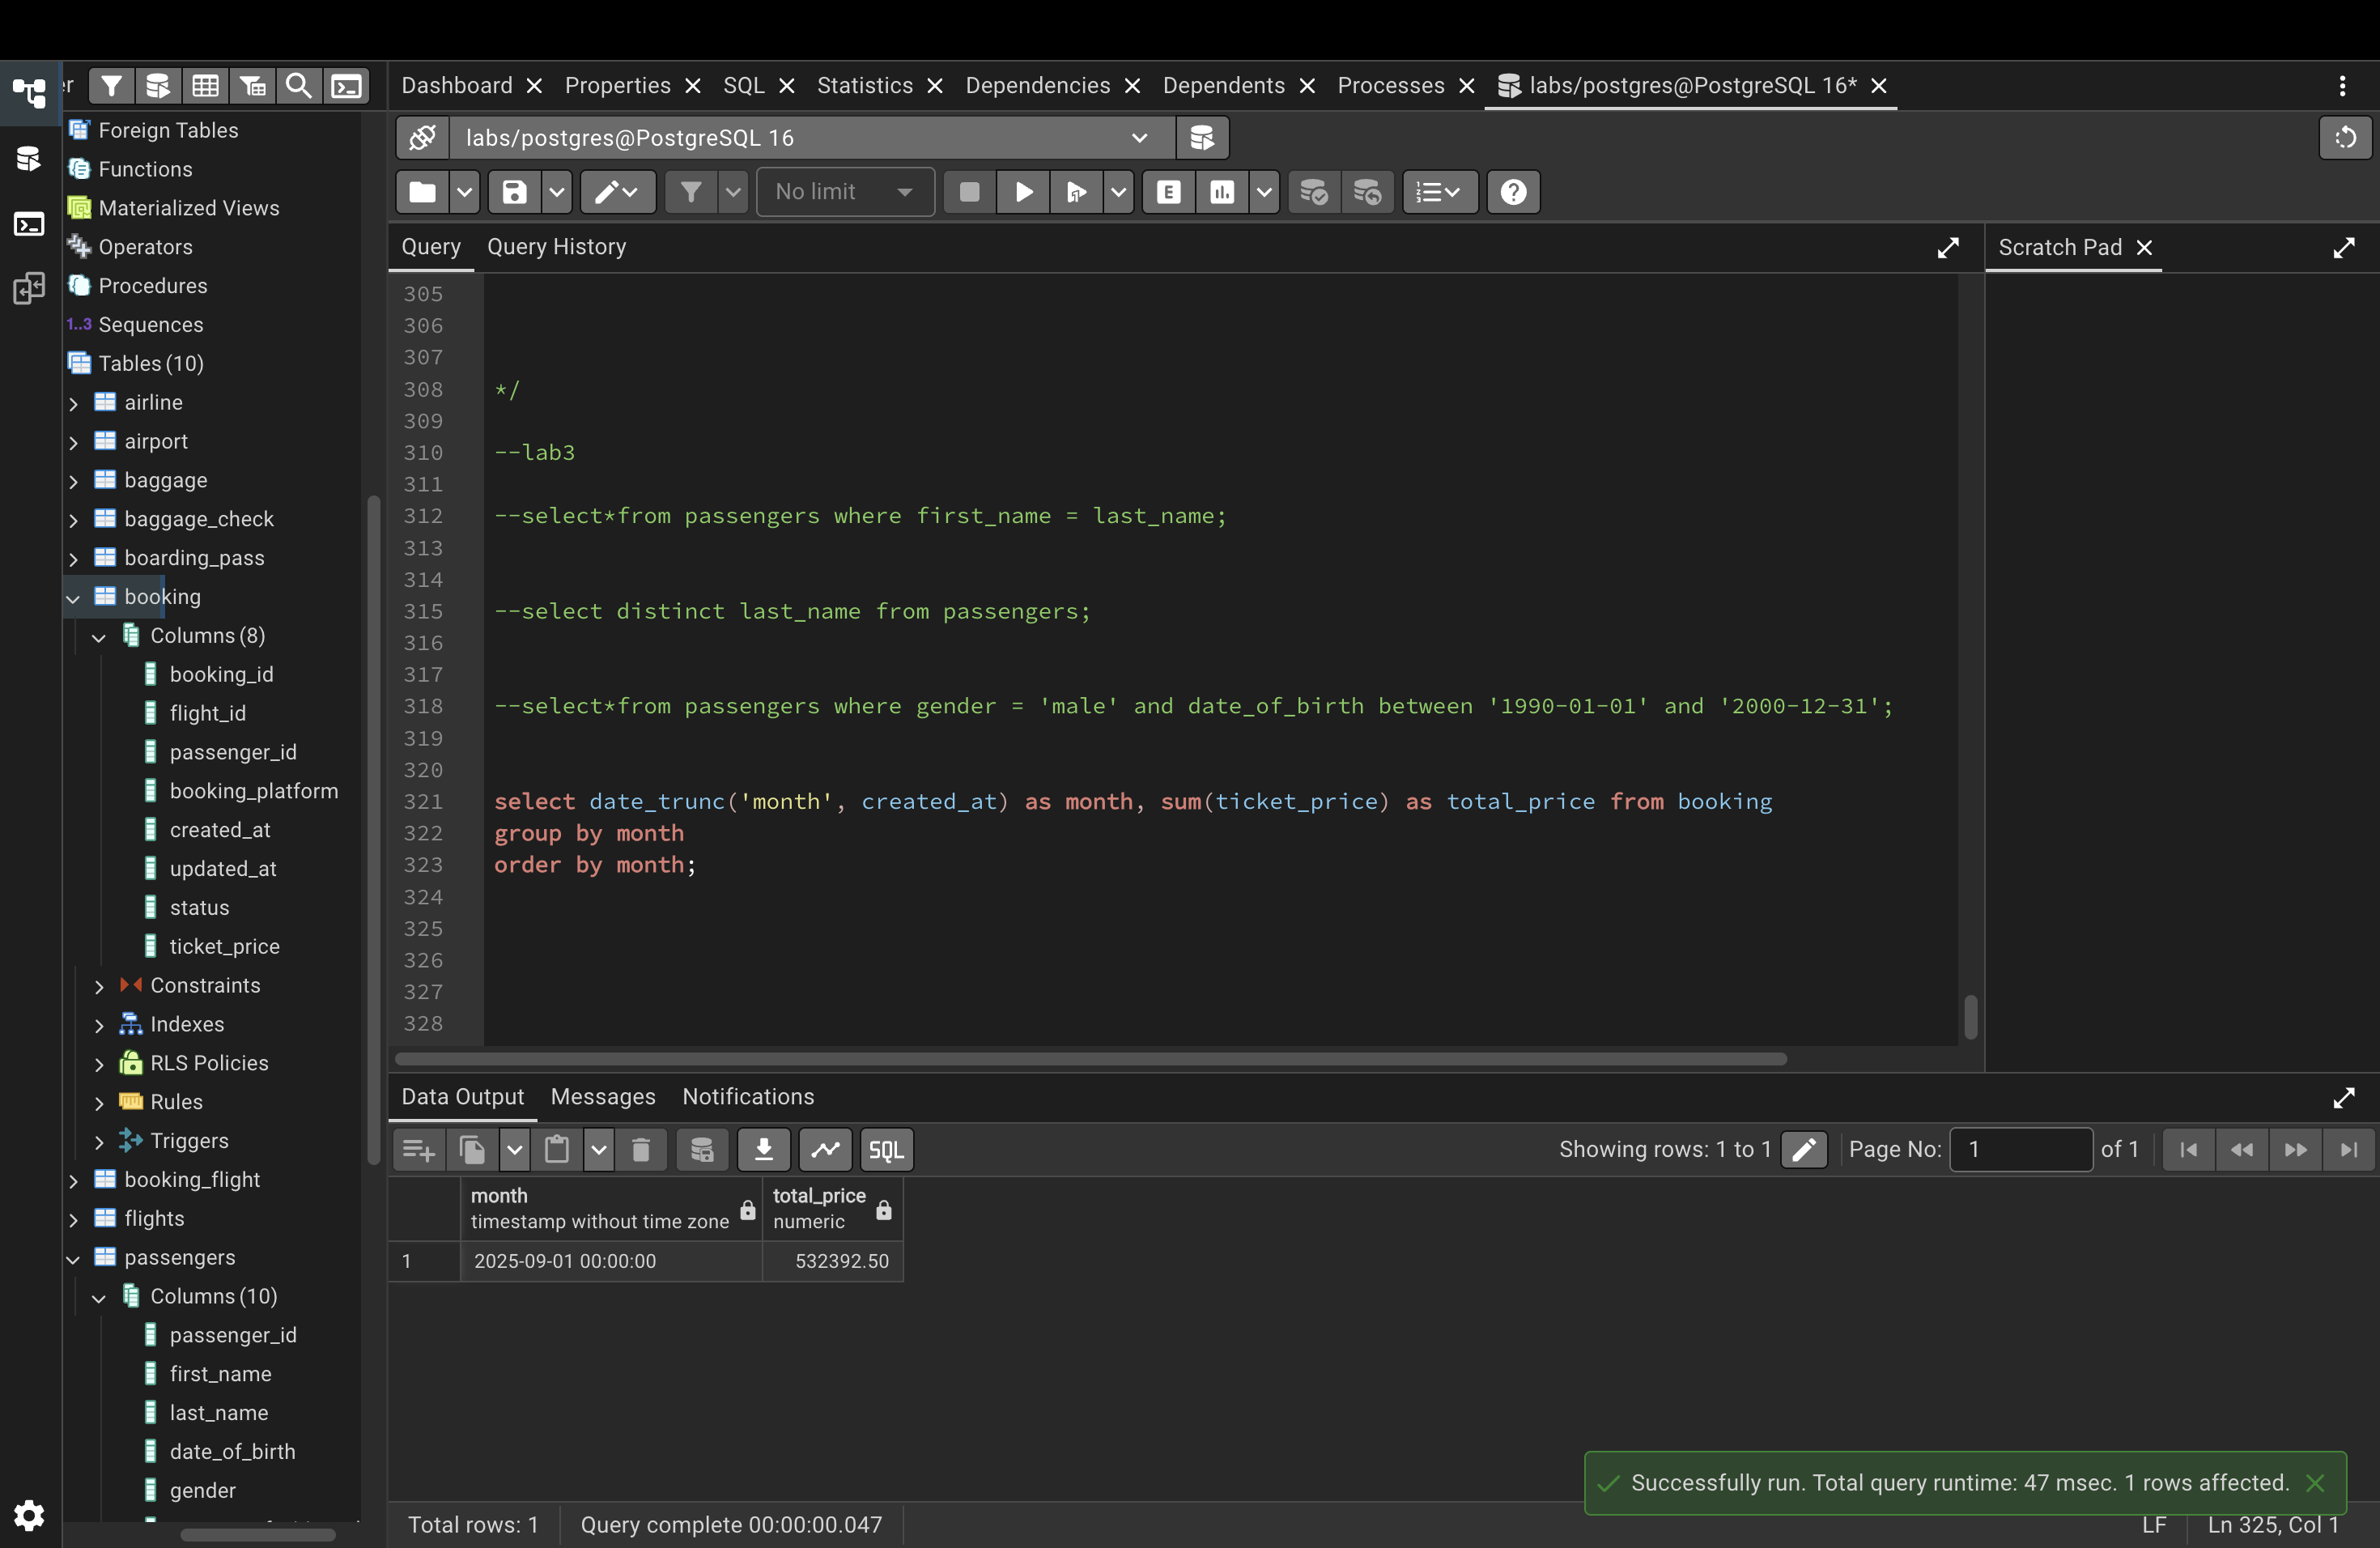 er
Dashboard
Properties
SQL
Statistics
Dependencies
Dependents
Processes
labs/postgres@PostgreSQL 16*
labs/postgres@PostgreSQL 16
No limit
E
Query
Query History
Scratch Pad
Foreign Tables
Functions
Materialized Views
Operators
Procedures
1..3 Sequences
Tables (10)
airline
airport
baggage
baggage_check
boarding_pass
booking
Columns (8)
booking_id
flight_id
passenger_id
booking_platform
created_at
updated_at
status
ticket_price
Constraints
Indexes
RLS Policies
Rules
Triggers
booking_flight
flights
passengers
Columns (10)
passenger_id
first_name
last_name
date_of_birth
gender
305
306
307
308 */
309
310 --lab3
311
312 --select*from passengers where first_name = last_name;
313
314
315 --select distinct last_name from passengers;
316
317
318 --select*from passengers where gender = 'male' and date_of_birth between '1990-01-01' and '2000-12-31';
319
320
321 select date_trunc('month', created_at) as month, sum(ticket_price) as total_price from booking
322 group by month
323 order by month;
324
325
326
327
328
Data Output
Messages
Notifications
SQL
Showing rows: 1 to 1
Page No: 1 of 1
month
timestamp without time zone
total_price
numeric
1
2025-09-01 00:00:00
532392.50
Successfully run. Total query runtime: 47 msec. 1 rows affected.
Total rows: 1
Query complete 00:00:00.047
LF
Ln 325, Col 1